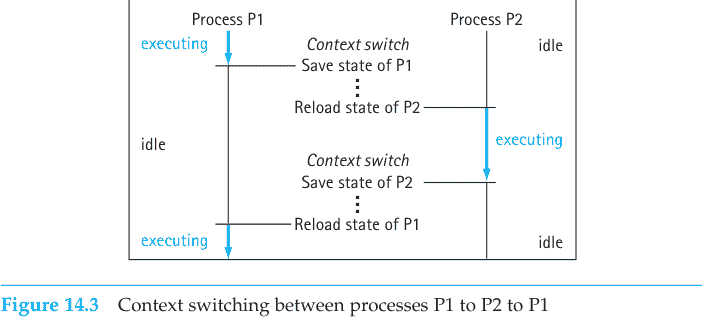 Process P1
Process P2
executing
Context switch
idle
Save state of P1
Reload state of P2
executing
idle
Context switch
Save state of P2
Reload state of P1
executing
idle
Figure 14.3 Context switching between processes P1 to P2 to P1